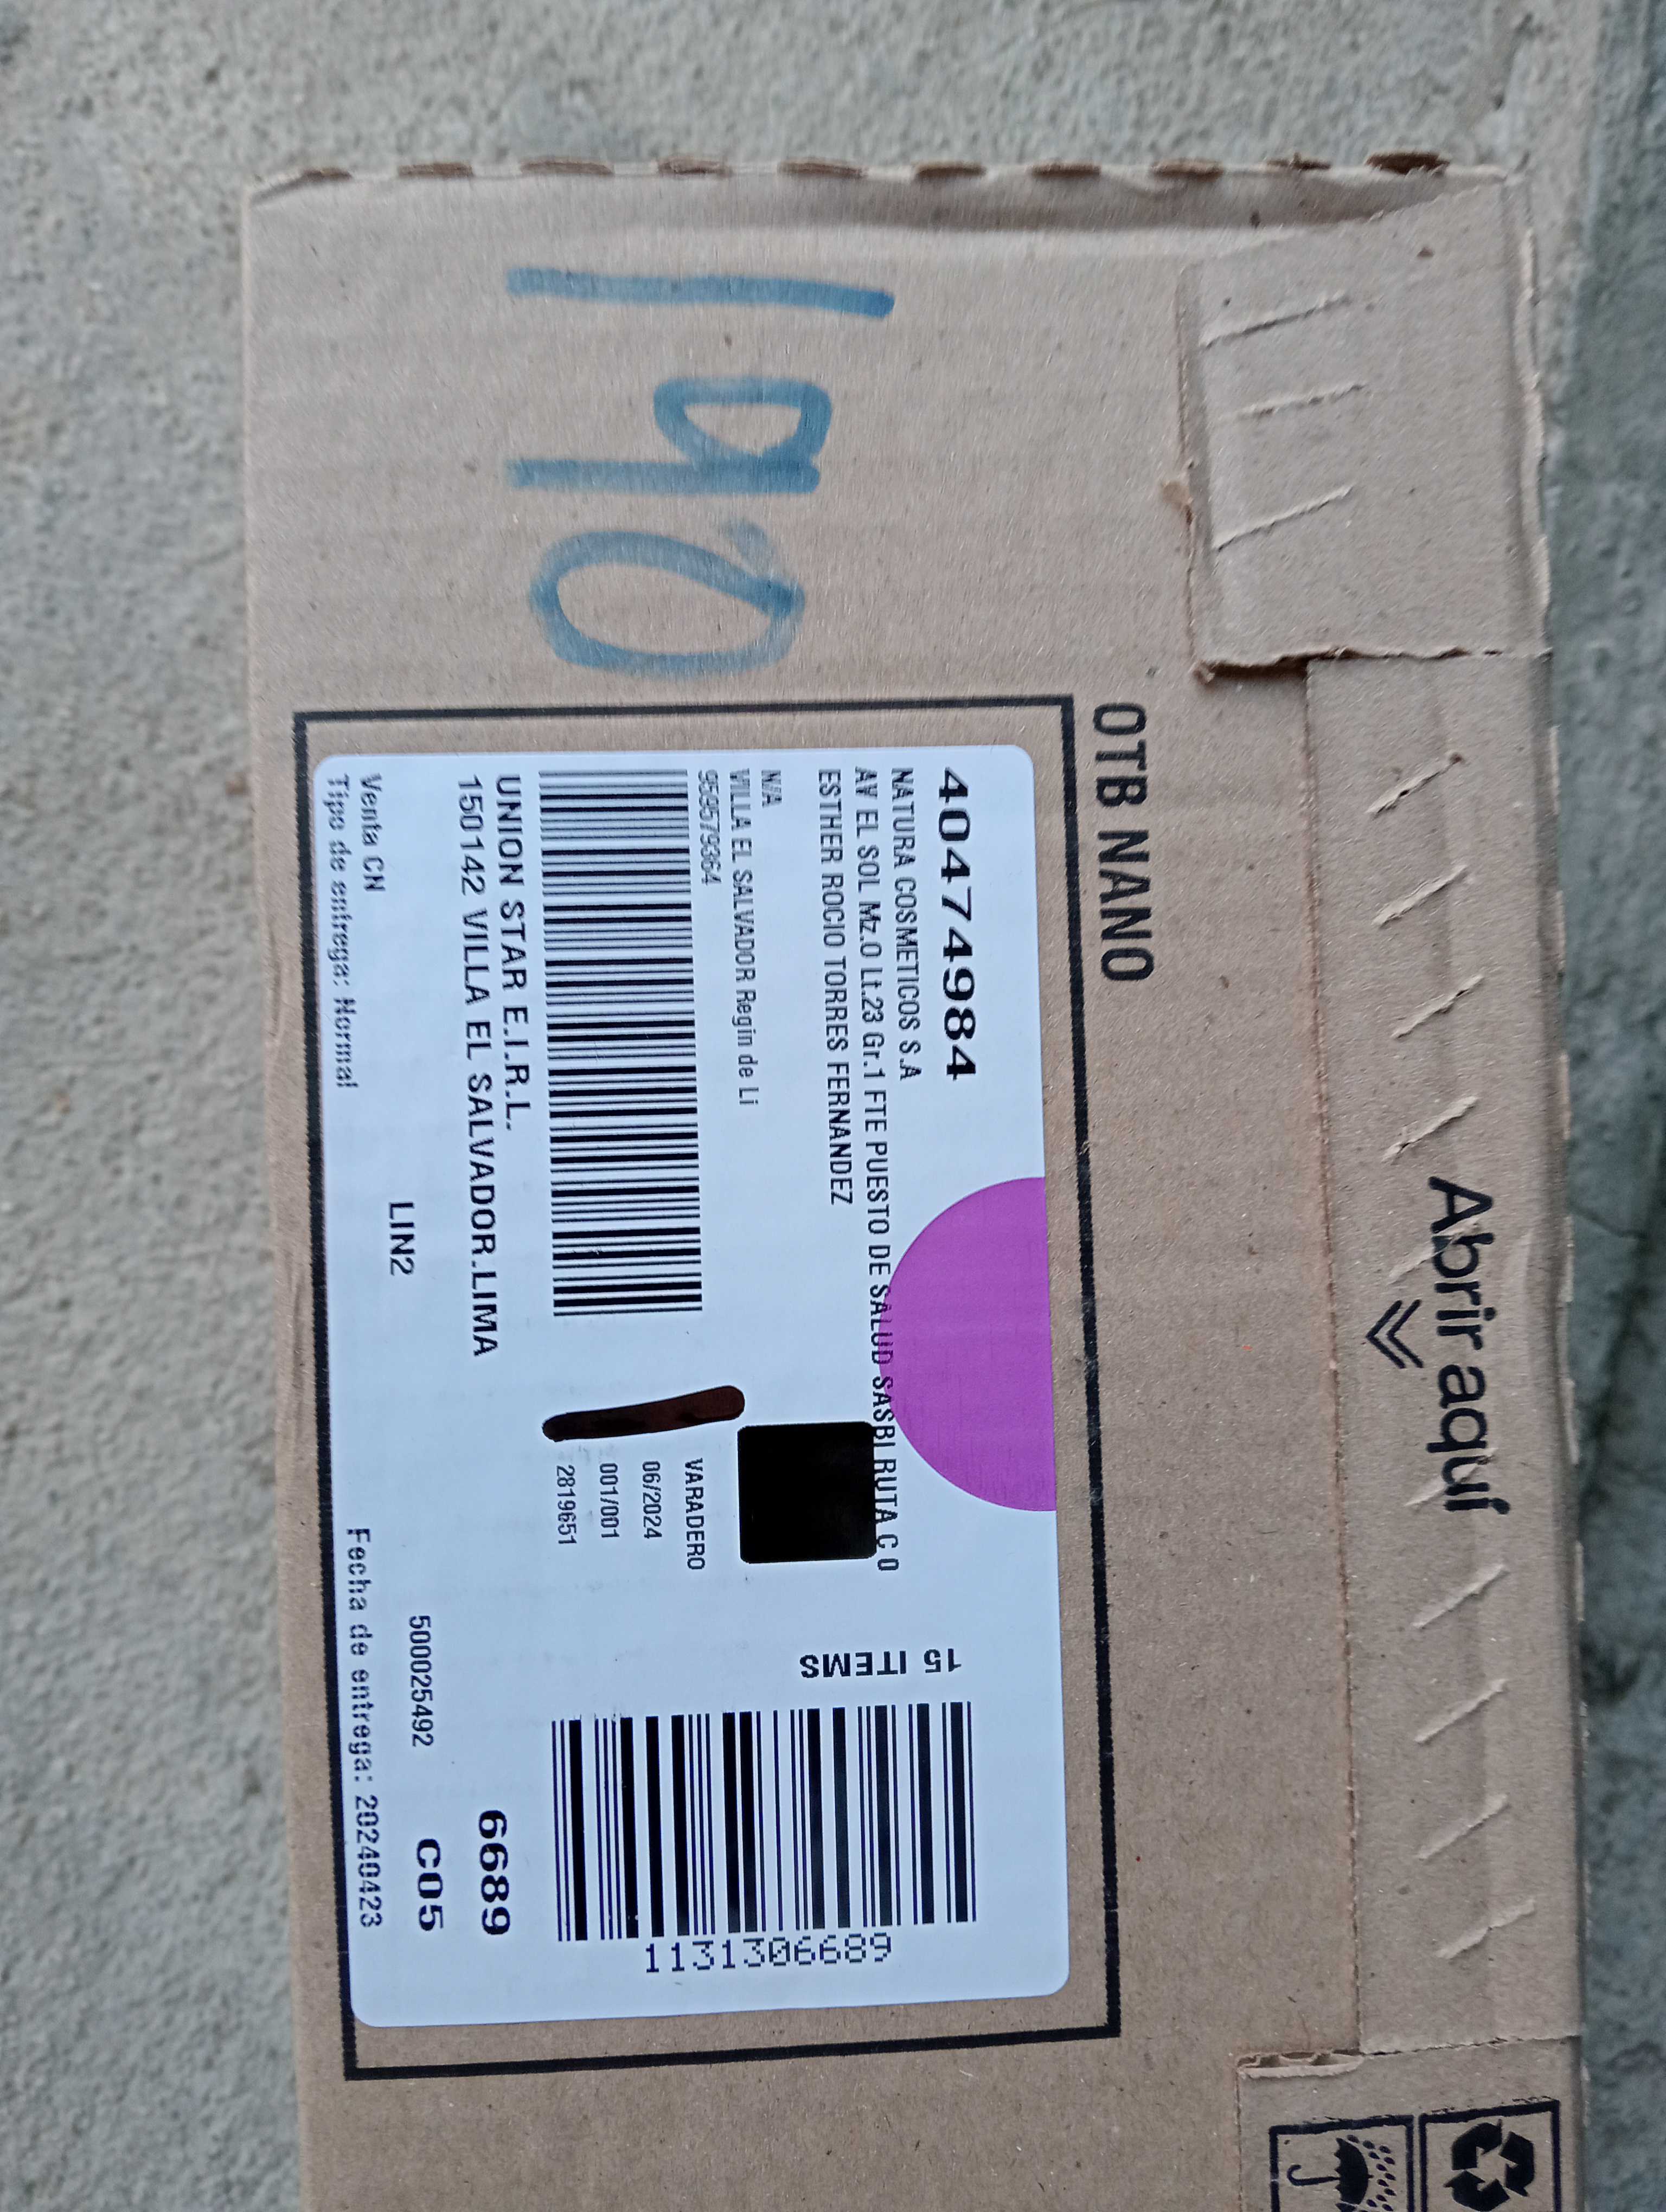 190
OTB NANO
Abrir aquí
404774984
NATURA COSMETICOS S.A
AV EL SOL Mz.O Lt.23 Gr.1 FTE PUESTO DE SALUD SASBI RUTA C 0
ESTHER ROCIO TORRES FERNANDEZ
N/A
VILLA EL SALVADOR Regin de Li
959579364
15 ITEMS
VARADERO
06/2024
001/001
2819651
1131306689
UNION STAR E.I.R.L.
150142 VILLA EL SALVADOR.LIMA
6689
LIN2
500025492
C05
Venta CN
Tipo de entrega: Normal
Fecha de entrega: 20240423